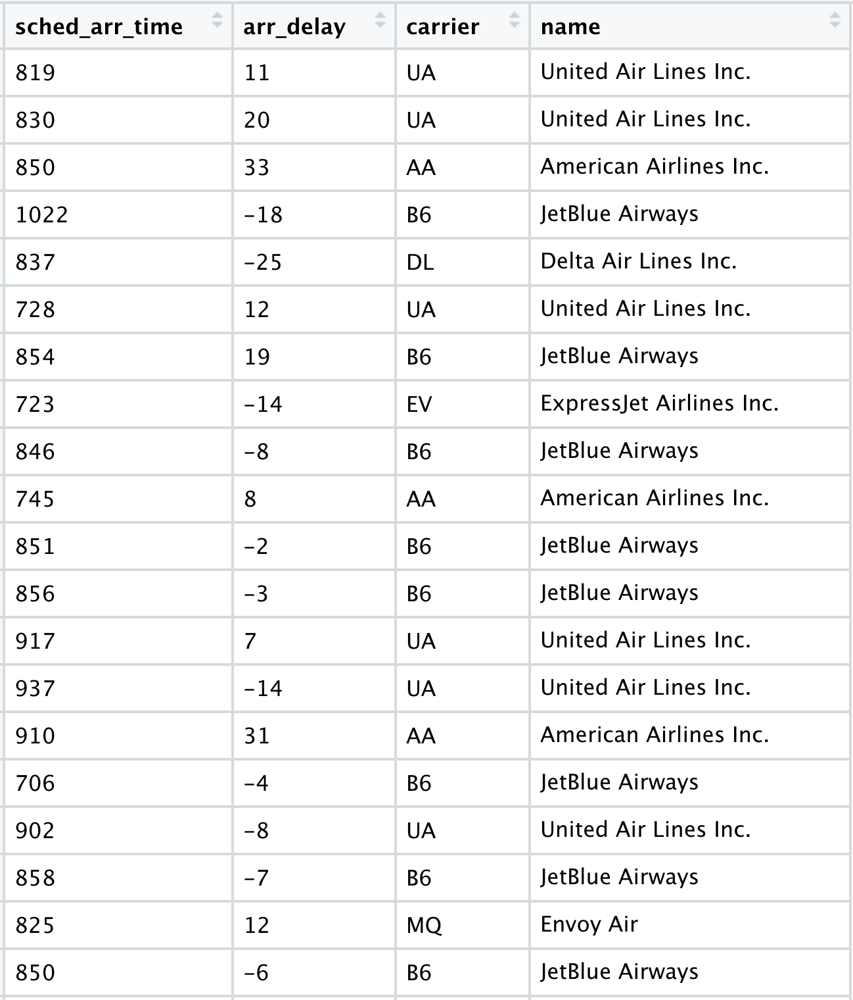 sched_arr_time arr_delay carrier name
819 11 UA United Air Lines Inc.
830 20 UA United Air Lines Inc.
850 33 AA American Airlines Inc.
1022 -18 B6 JetBlue Airways
837 -25 DL Delta Air Lines Inc.
728 12 UA United Air Lines Inc.
854 19 B6 JetBlue Airways
723 -14 EV ExpressJet Airlines Inc.
846 -8 B6 JetBlue Airways
745 8 AA American Airlines Inc.
851 -2 B6 JetBlue Airways
856 -3 B6 JetBlue Airways
917 7 UA United Air Lines Inc.
937 -14 UA United Air Lines Inc.
910 31 AA American Airlines Inc.
706 -4 B6 JetBlue Airways
902 -8 UA United Air Lines Inc.
858 -7 B6 JetBlue Airways
825 12 MQ Envoy Air
850 -6 B6 JetBlue Airways